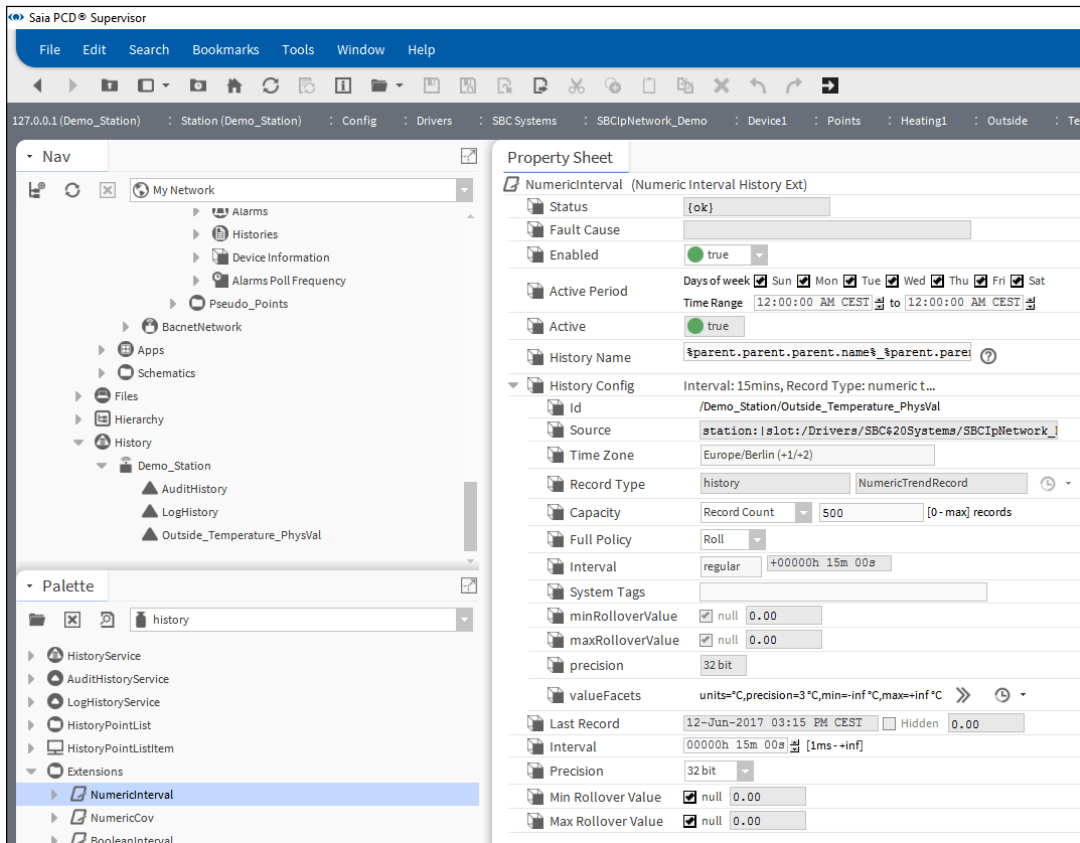 Saia PCD® Supervisor
File Edit Search Bookmarks Tools Window Help
127.0.0.1 (Demo_Station) : Station (Demo_Station) : Config : Drivers : SBC Systems : SBCIpNetwork_Demo : Device1 : Points : Heating1 : Outside : Te
Nav
My Network
Alarms
Histories
Device Information
Alarms Poll Frequency
Pseudo_Points
BacnetNetwork
Apps
Schematics
Files
Hierarchy
History
Demo_Station
AuditHistory
LogHistory
Outside_Temperature_PhysVal
Palette
history
HistoryService
AuditHistoryService
LogHistoryService
HistoryPointList
HistoryPointListItem
Extensions
NumericInterval
NumericCov
BooleanInterval
Property Sheet
NumericInterval (Numeric Interval History Ext)
Status {ok}
Fault Cause
Enabled true
Active Period Days of week Sun Mon Tue Wed Thu Fri Sat
Time Range 12:00:00 AM CEST to 12:00:00 AM CEST
Active true
History Name %parent.parent.parent.name%_%parent.paren
History Config Interval: 15mins, Record Type: numeric t...
Id /Demo_Station/Outside_Temperature_PhysVal
Source station:|slot:/Drivers/SBC$20Systems/SBCIpNetwork_
Time Zone Europe/Berlin (+1/+2)
Record Type history NumericTrendRecord
Capacity Record Count 500 [0 - max] records
Full Policy Roll
Interval regular +00000h 15m 00s
System Tags
minRolloverValue null 0.00
maxRolloverValue null 0.00
precision 32 bit
valueFacets units=°C,precision=3 °C,min=-inf °C,max=+inf °C
Last Record 12-Jun-2017 03:15 PM CEST Hidden 0.00
Interval 00000h 15m 00s [1ms - +inf]
Precision 32 bit
Min Rollover Value null 0.00
Max Rollover Value null 0.00